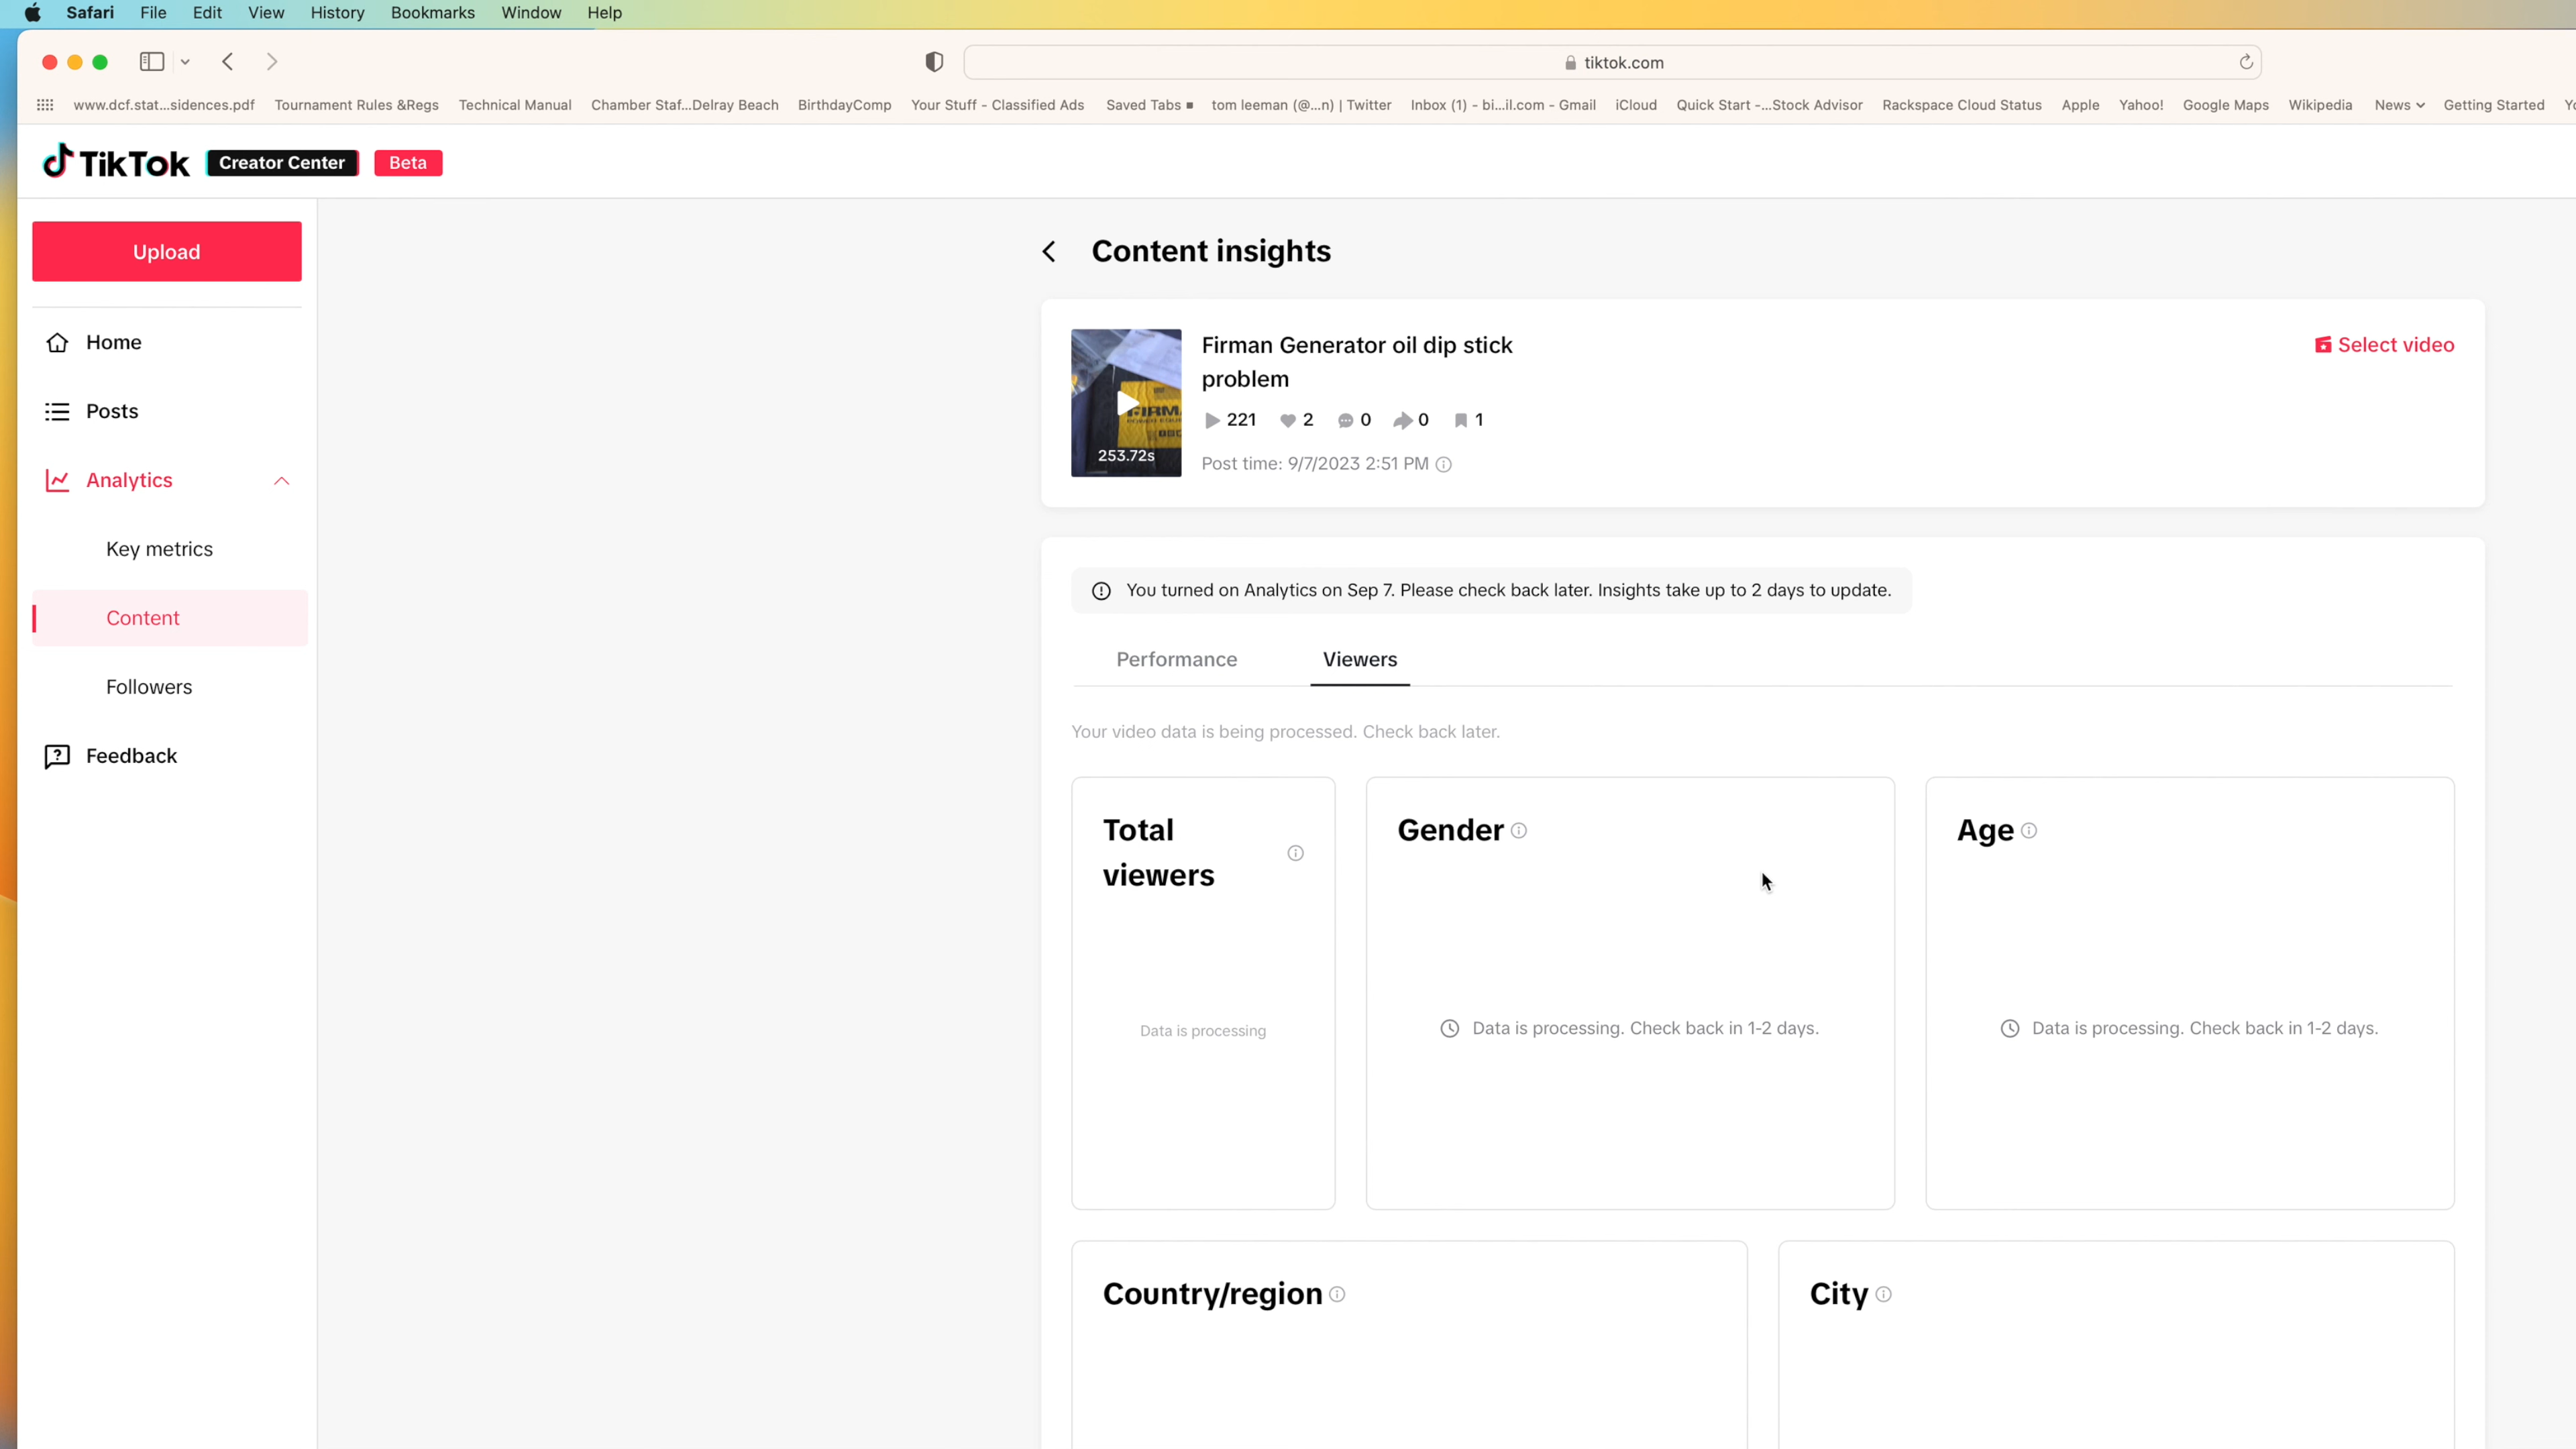 Safari File Edit View History Bookmarks Window Help
tiktok.com
www.dcf.stat...sidences.pdf Tournament Rules &Regs Technical Manual Chamber Staf...Delray Beach BirthdayComp Your Stuff - Classified Ads Saved Tabs tom leeman (@...n) | Twitter Inbox (1) - bi...il.com - Gmail iCloud Quick Start -...Stock Advisor Rackspace Cloud Status Apple Yahoo! Google Maps Wikipedia News Getting Started
TikTok Creator Center Beta
Upload
Home
Posts
Analytics
Key metrics
Content
Followers
Feedback
Content insights
Firman Generator oil dip stick
problem
Select video
221 2 0 0 1
253.72s
Post time: 9/7/2023 2:51 PM
You turned on Analytics on Sep 7. Please check back later. Insights take up to 2 days to update.
Performance Viewers
Your video data is being processed. Check back later.
Total
viewers
Data is processing
Gender
Data is processing. Check back in 1-2 days.
Age
Data is processing. Check back in 1-2 days.
Country/region
City